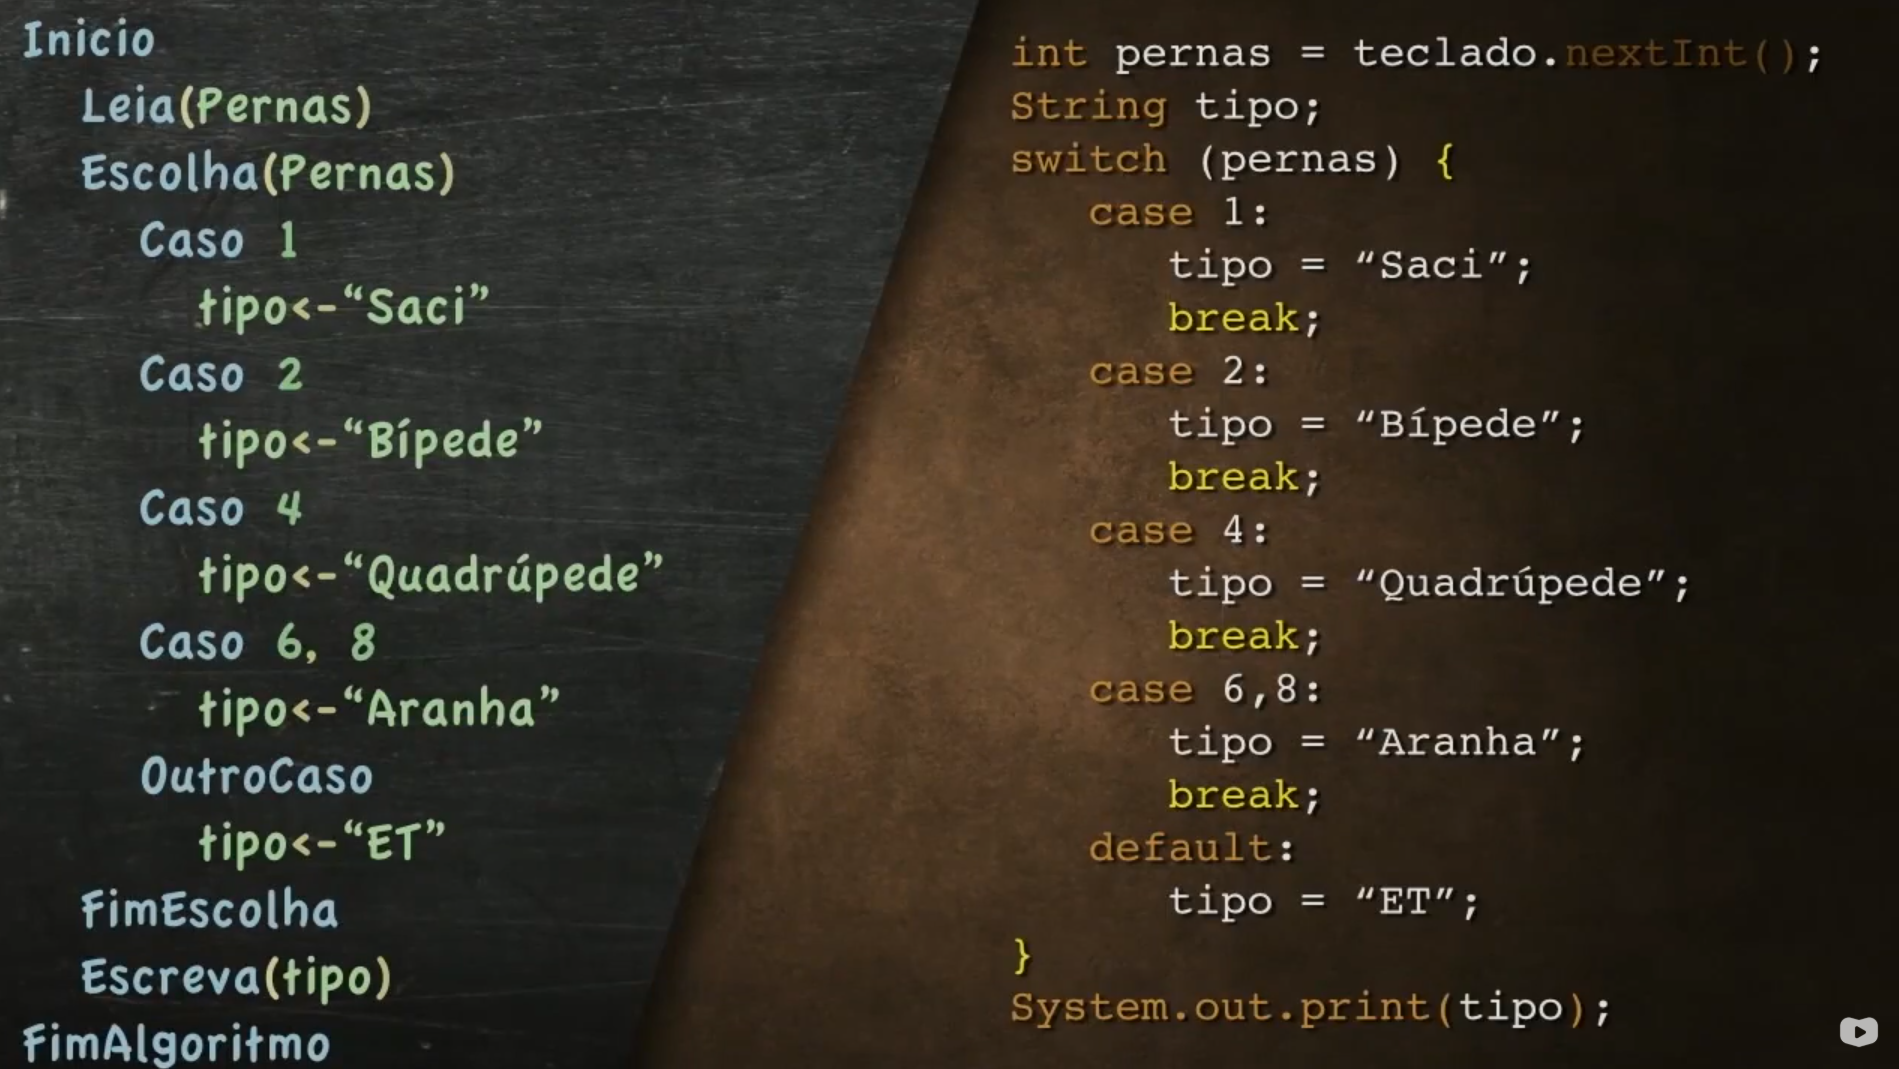 Inicio
Leia(Pernas)
Escolha(Pernas)
Caso 1
tipo<-“Saci”
Caso 2
tipo<-“Bípede”
Caso 4
tipo<-“Quadrúpede”
Caso 6, 8
tipo<-“Aranha”
OutroCaso
tipo<-“ET”
FimEscolha
Escreva(tipo)
FimAlgoritmo
int pernas = teclado.nextInt();
String tipo;
switch (pernas) {
case 1:
tipo = “Saci”;
break;
case 2:
tipo = “Bípede”;
break;
case 4:
tipo = “Quadrúpede”;
break;
case 6,8:
tipo = “Aranha”;
break;
default:
tipo = “ET”;
}
System.out.print(tipo);